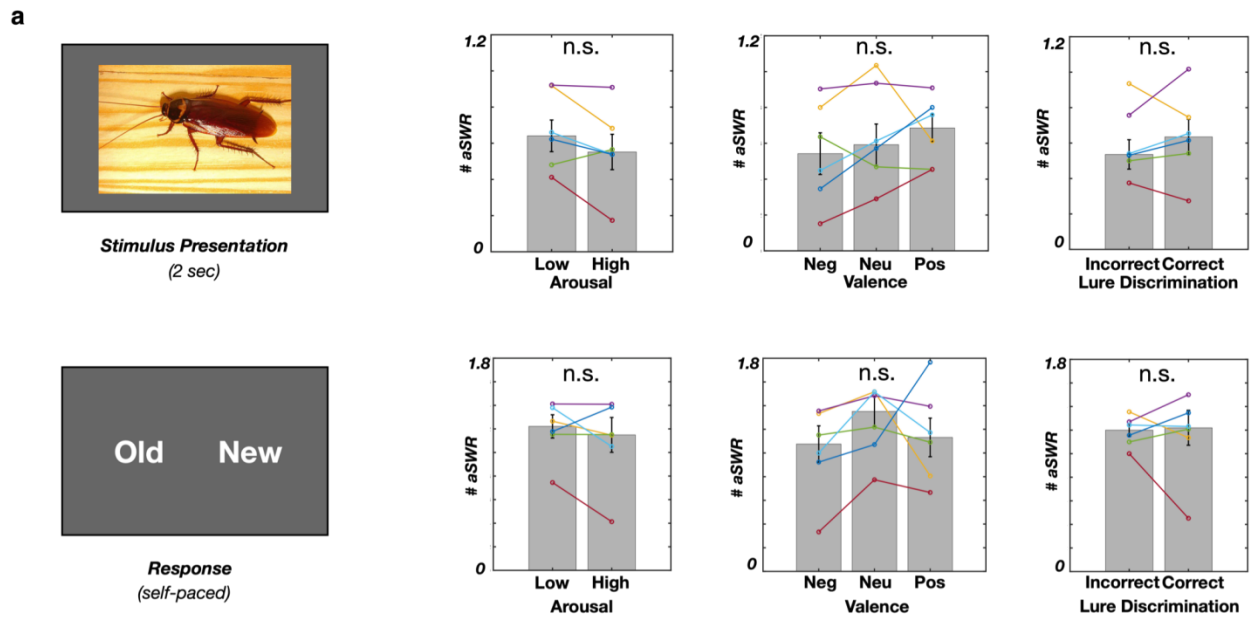 a
Stimulus Presentation
(2 sec)
1.2
n.s.
# aSWR
0
Low High
Arousal
1.2
n.s.
# aSWR
0
Neg Neu Pos
Valence
1.2
n.s.
# aSWR
0
Incorrect Correct
Lure Discrimination
Old New
Response
(self-paced)
1.8
n.s.
# aSWR
0
Low High
Arousal
1.8
n.s.
# aSWR
0
Neg Neu Pos
Valence
1.8
n.s.
# aSWR
0
Incorrect Correct
Lure Discrimination